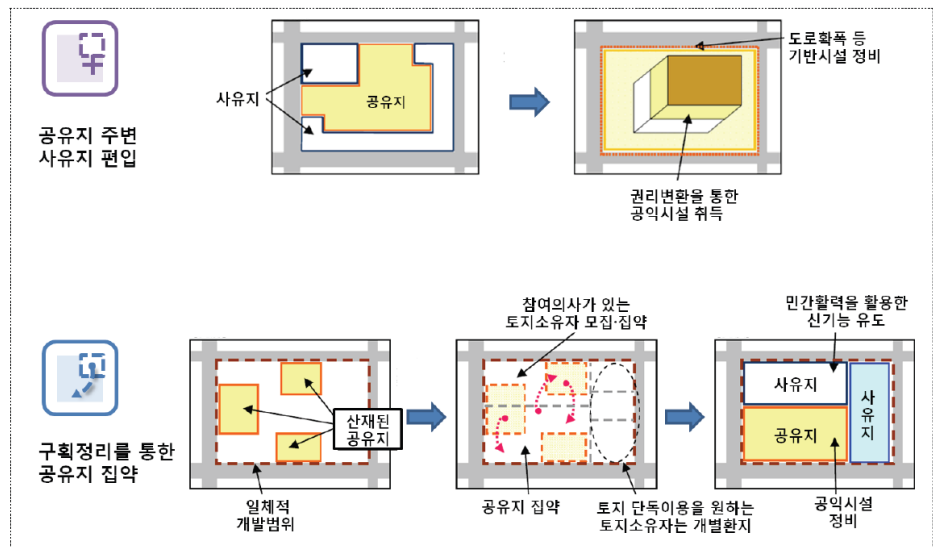 공유지 주변
사유지 편입
사유지
공유지
도로확폭 등
기반시설 정비
권리변환을 통한
공익시설 취득
구획정리를 통한
공유지 집약
산재된
공유지
일체적
개발범위
참여의사가 있는
토지소유자 모집·집약
공유지 집약
토지 단독이용을 원하는
토지소유자는 개별환지
민간활력을 활용한
신기능 유도
사유지
공유지
사유지
공익시설
정비